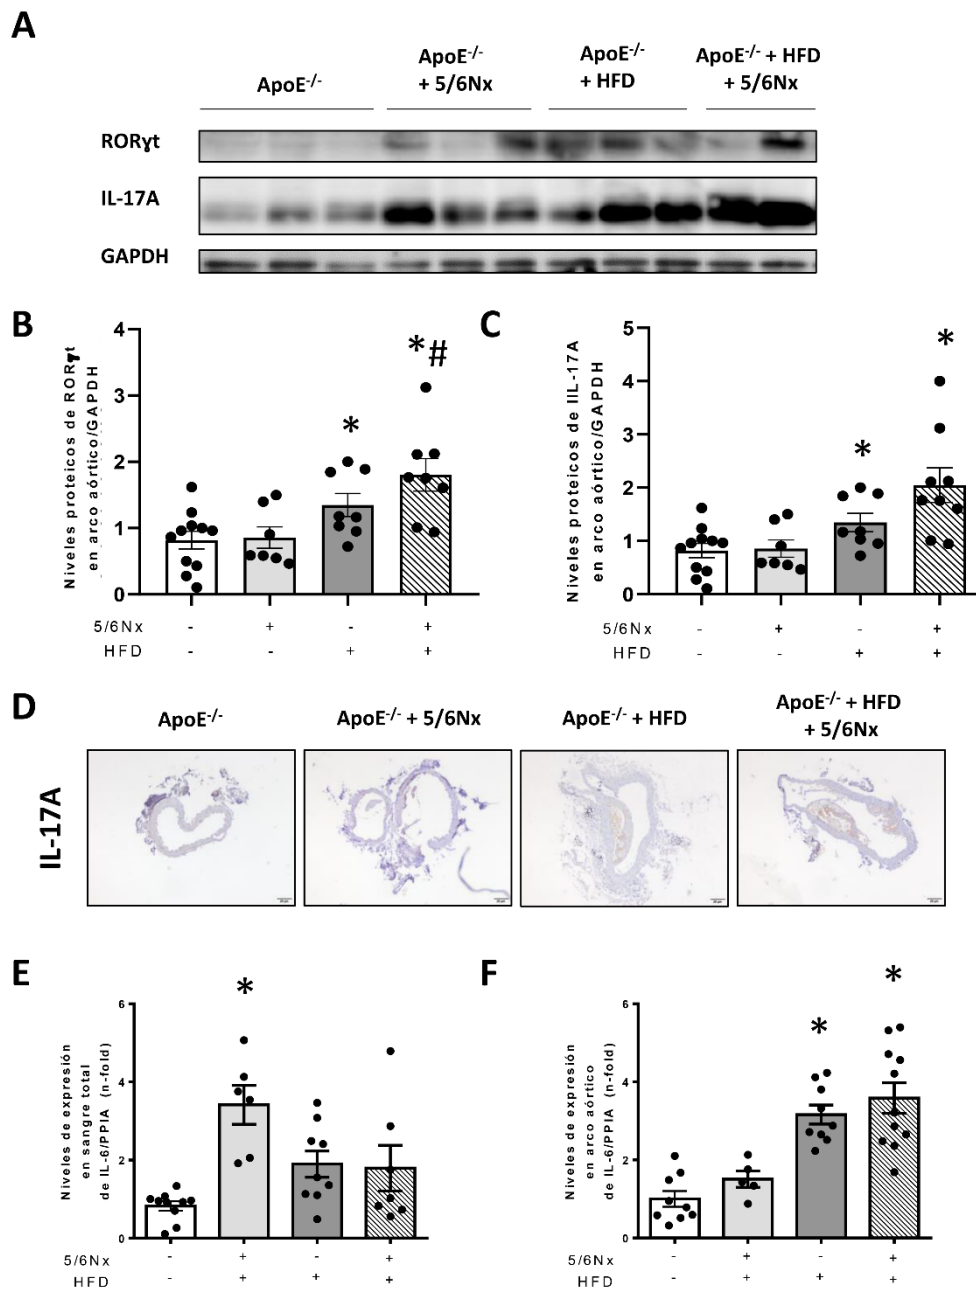 A
ApoE-/-
ApoE-/-
+ 5/6Nx
ApoE-/-
+ HFD
ApoE-/- + HFD
+ 5/6Nx
RORɣt
IL-17A
GAPDH
B
Niveles proteicos de RORɣt
en arco aórtico/GAPDH
4
3
2
1
0
*
*#
5/6Nx - + - +
HFD - - + +
C
Niveles proteicos de IIL-17A
en arco aórtico/GAPDH
5
4
3
2
1
0
*
*
5/6Nx - + - +
HFD - - + +
D
ApoE-/-
ApoE-/- + 5/6Nx
ApoE-/- + HFD
ApoE-/- + HFD
+ 5/6Nx
IL-17A
E
Niveles de expresión
en sangre total
de IL-6/PPIA (n-fold)
6
4
2
0
*
5/6Nx - + - +
HFD - + + +
F
Niveles de expresión
en arco aórtico
de IL-6/PPIA (n-fold)
6
4
2
0
*
*
5/6Nx - + - +
HFD - + + +